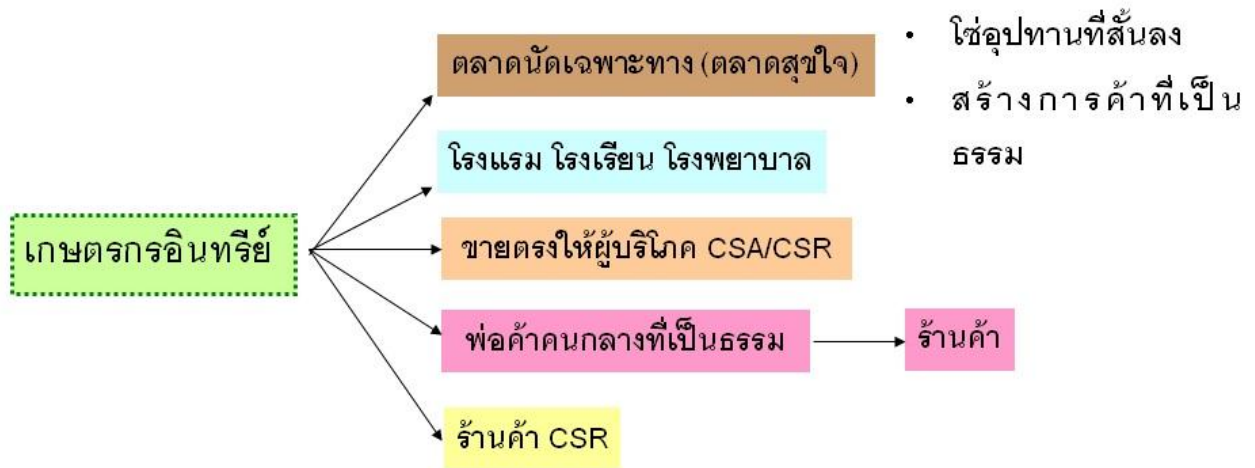 ตลาดนัดเฉพาะทาง (ตลาดสุขใจ)
โรงแรม โรงเรียน โรงพยาบาล
เกษตรกรอินทรีย์
ขายตรงให้ผู้บริโภค CSA/CSR
พ่อค้าคนกลางที่เป็นธรรม
ร้านค้า
ร้านค้า CSR
• โซ่อุปทานที่สั้นลง
• สร้างการค้าที่เป็น
ธรรม